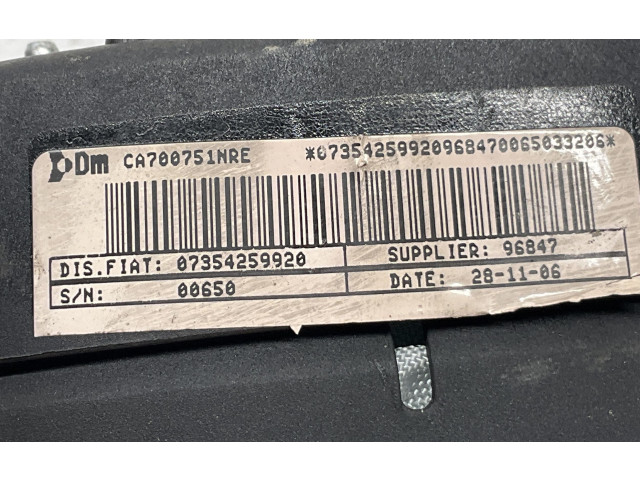 Dm CA700751NRE *07354259920968470065033206*
DIS.FIAT: 07354259920 SUPPLIER: 96847
S/N: 00650 DATE: 28-11-06